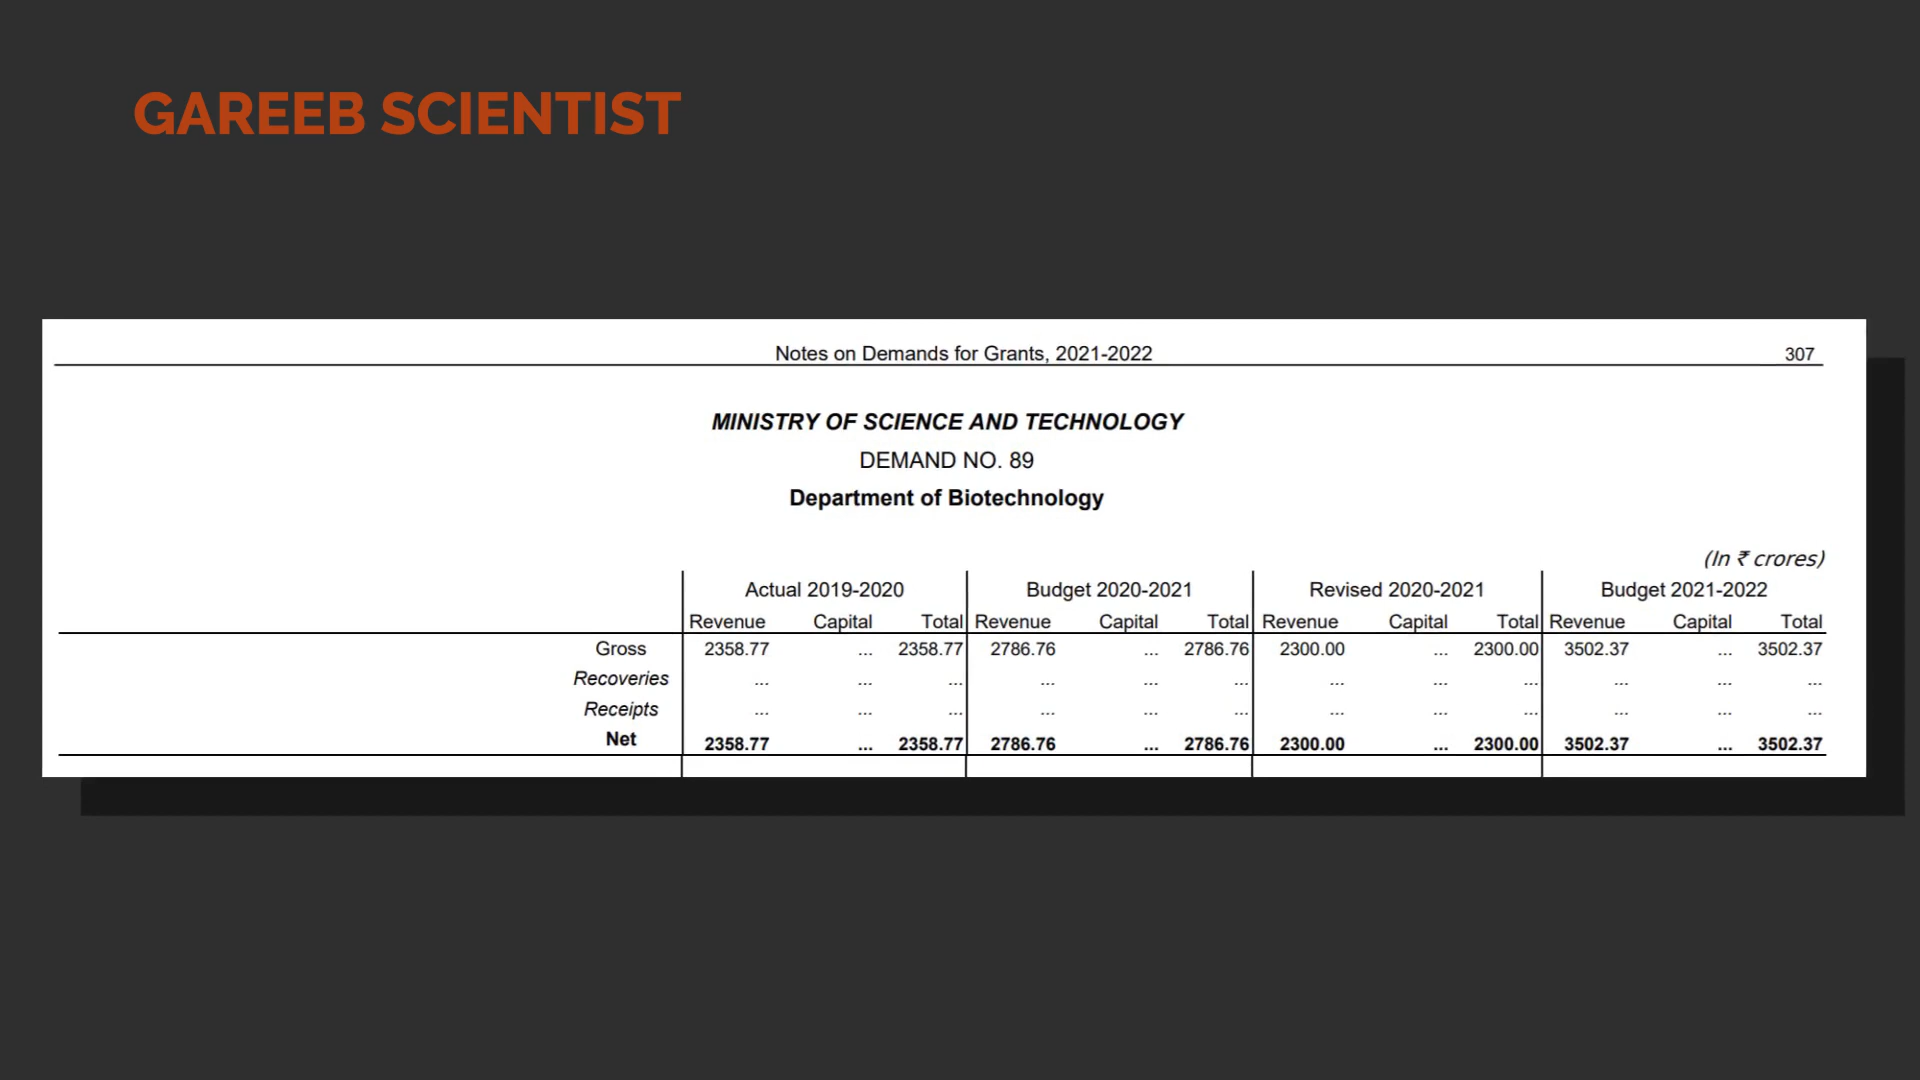 GAREEB SCIENTIST
Notes on Demands for Grants, 2021-2022 307
MINISTRY OF SCIENCE AND TECHNOLOGY
DEMAND NO. 89
Department of Biotechnology
(In ₹ crores)
Actual 2019-2020 Budget 2020-2021 Revised 2020-2021 Budget 2021-2022
Revenue Capital Total Revenue Capital Total Revenue Capital Total Revenue Capital Total
Gross 2358.77 ... 2358.77 2786.76 ... 2786.76 2300.00 ... 2300.00 3502.37 ... 3502.37
Recoveries ... ... ... ... ... ... ... ... ... ... ... ...
Receipts ... ... ... ... ... ... ... ... ... ... ... ...
Net 2358.77 ... 2358.77 2786.76 ... 2786.76 2300.00 ... 2300.00 3502.37 ... 3502.37